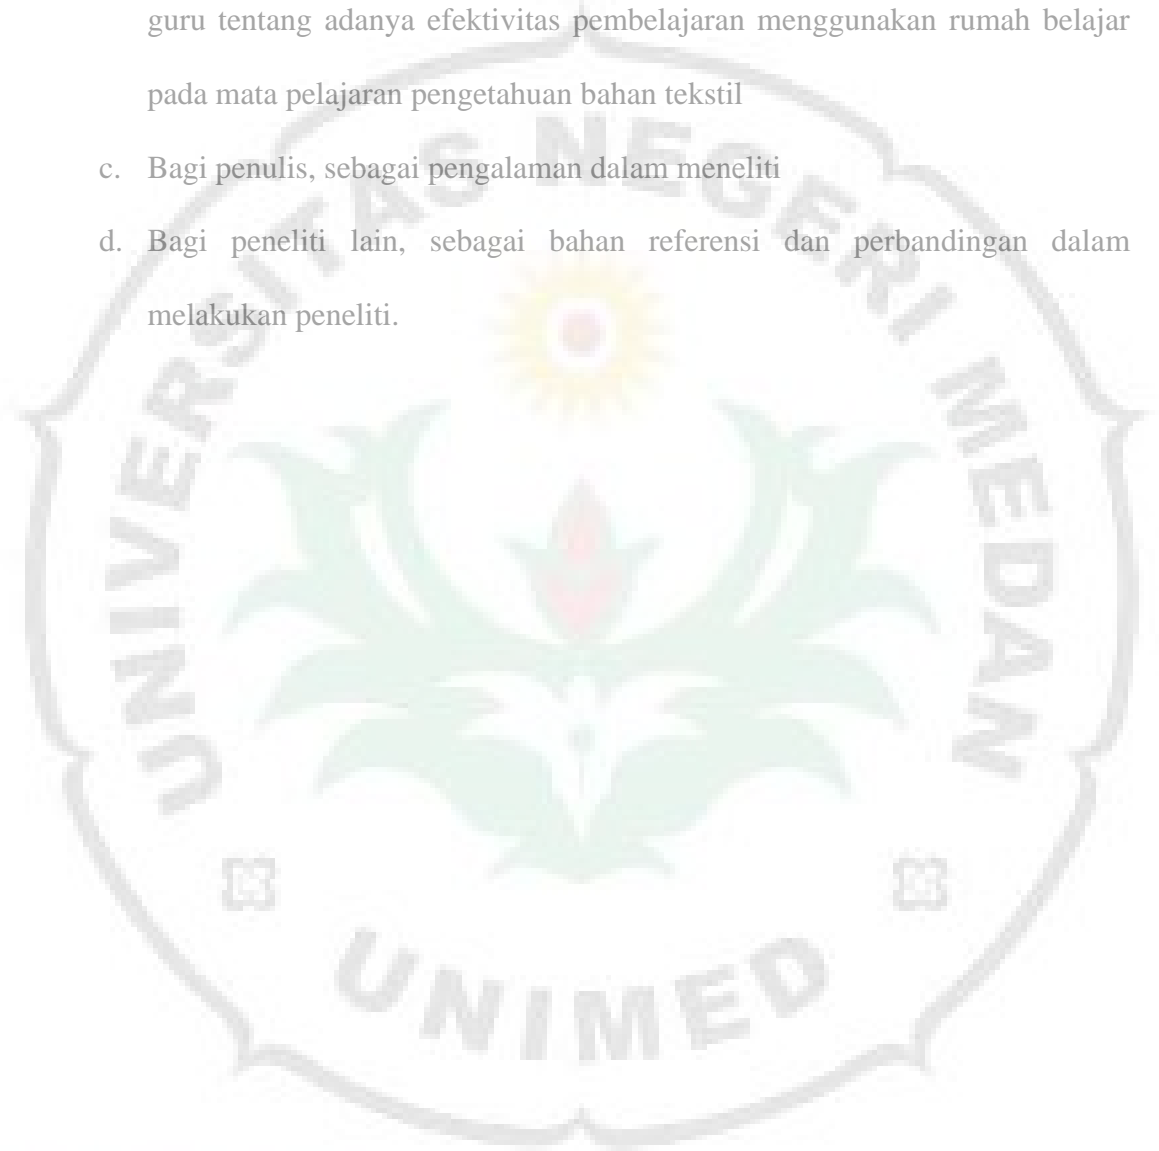 guru tentang adanya efektivitas pembelajaran menggunakan rumah belajar
pada mata pelajaran pengetahuan bahan tekstil
c. Bagi penulis, sebagai pengalaman dalam meneliti
d. Bagi peneliti lain, sebagai bahan referensi dan perbandingan dalam
melakukan peneliti.
UNIVERSITAS NEGERI MEDAN
UNIMED